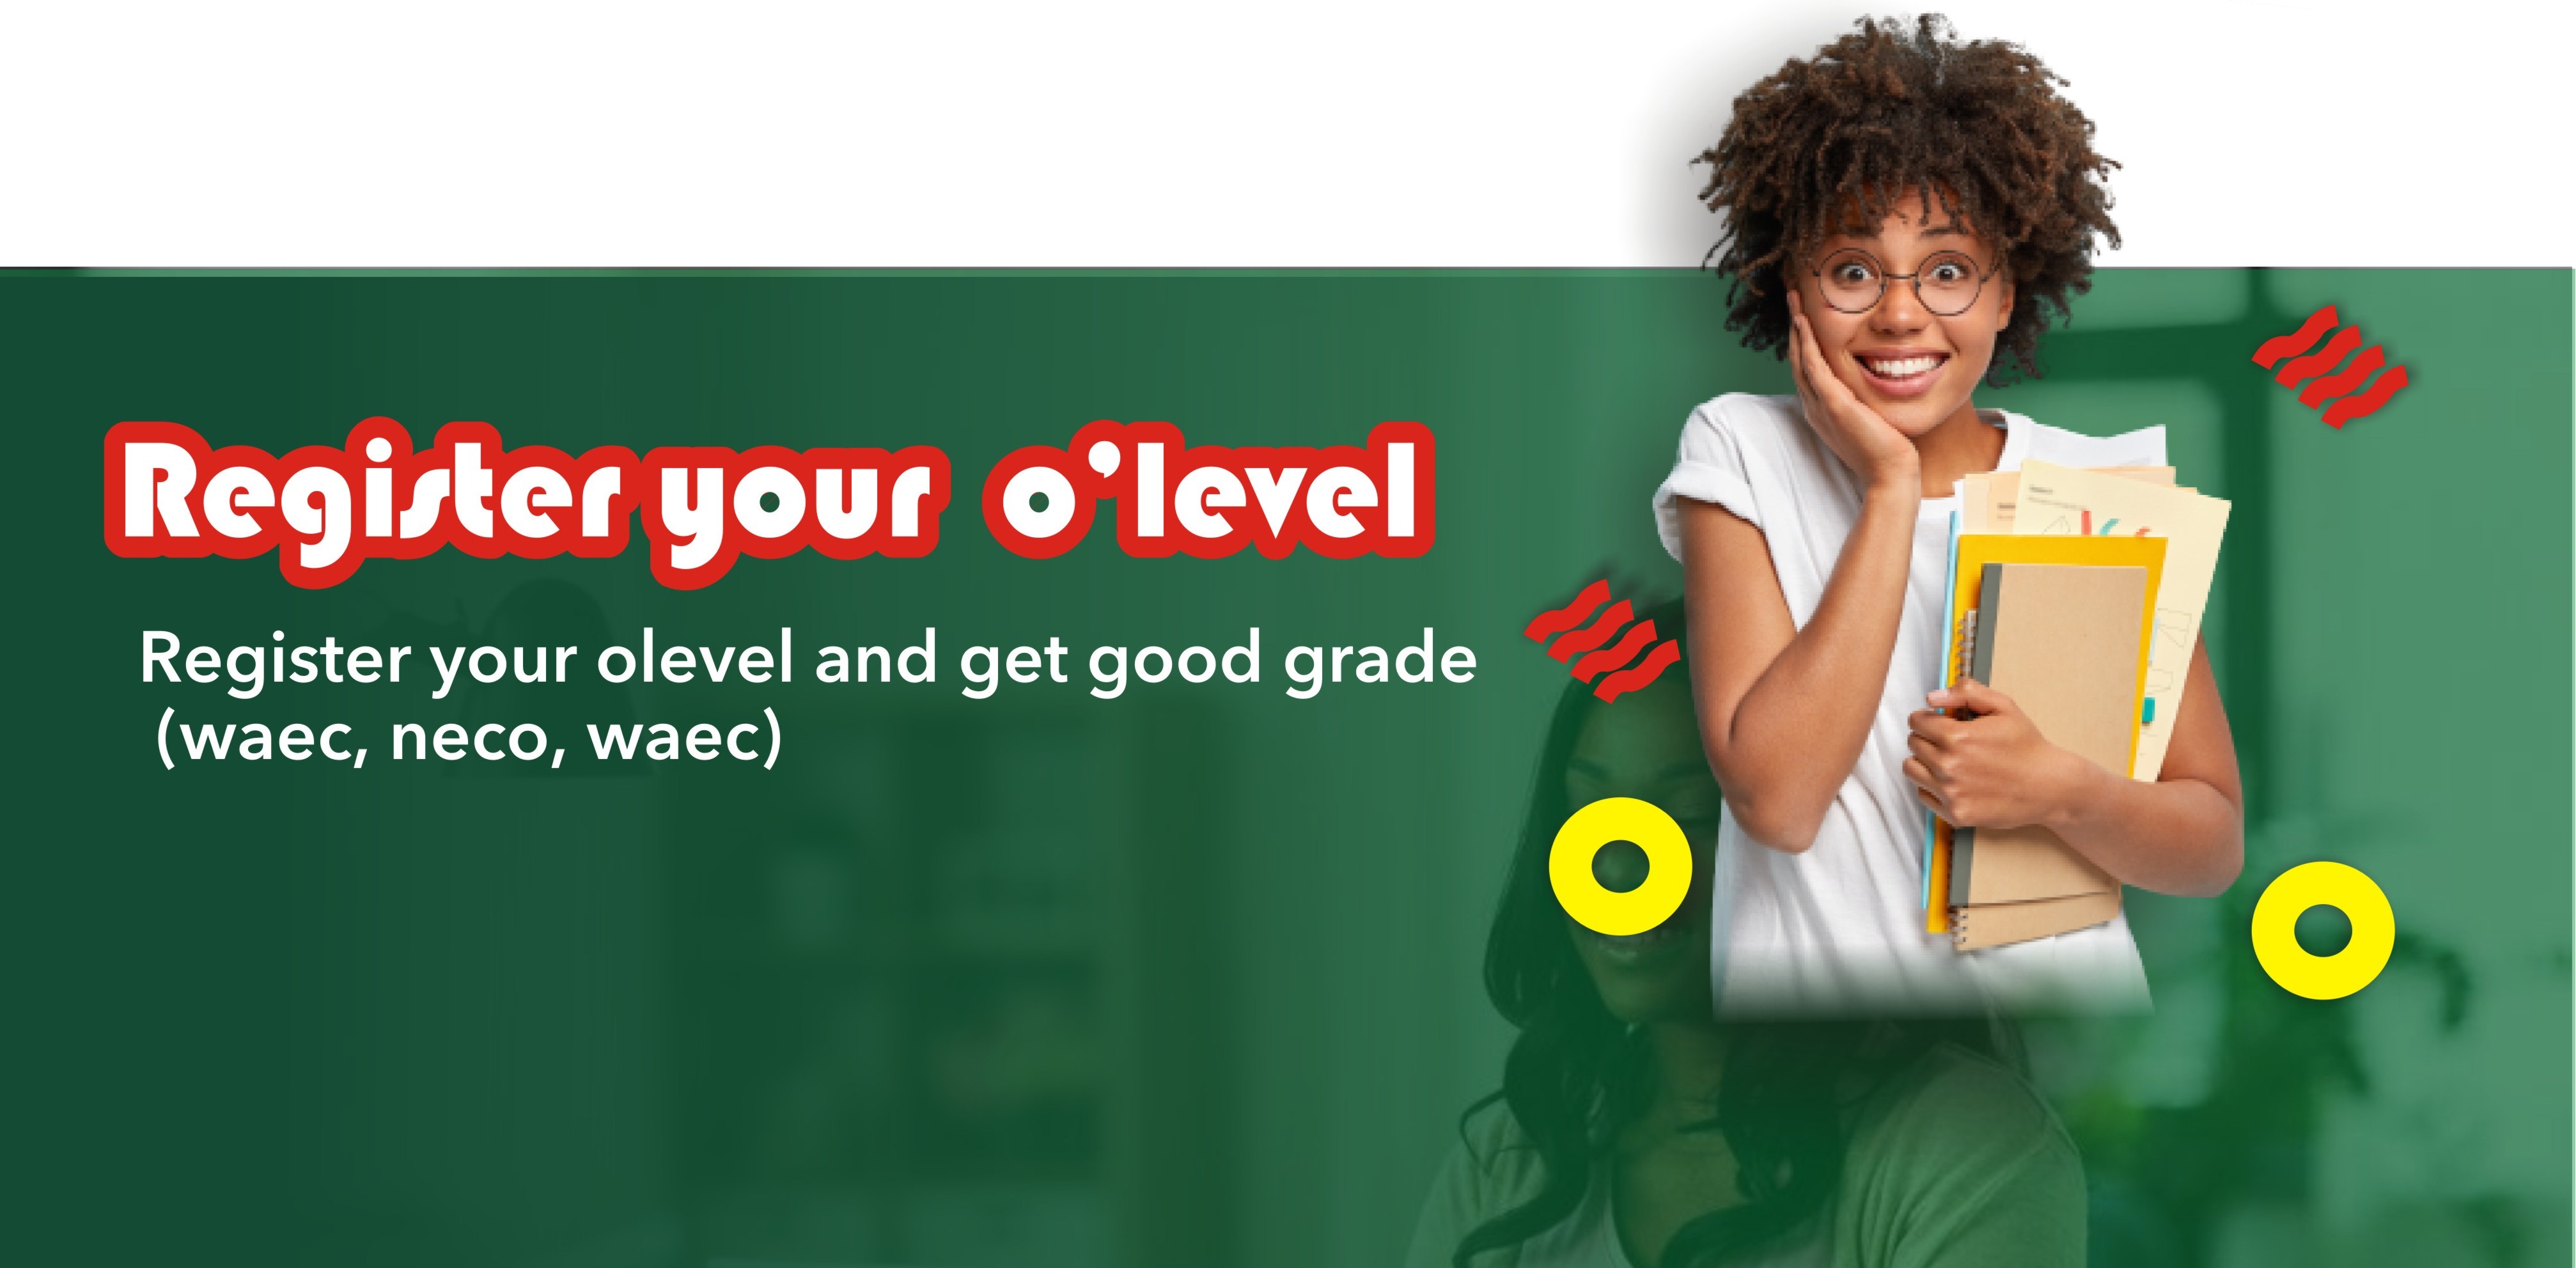 Register your o’level
Register your olevel and get good grade
(waec, neco, waec)